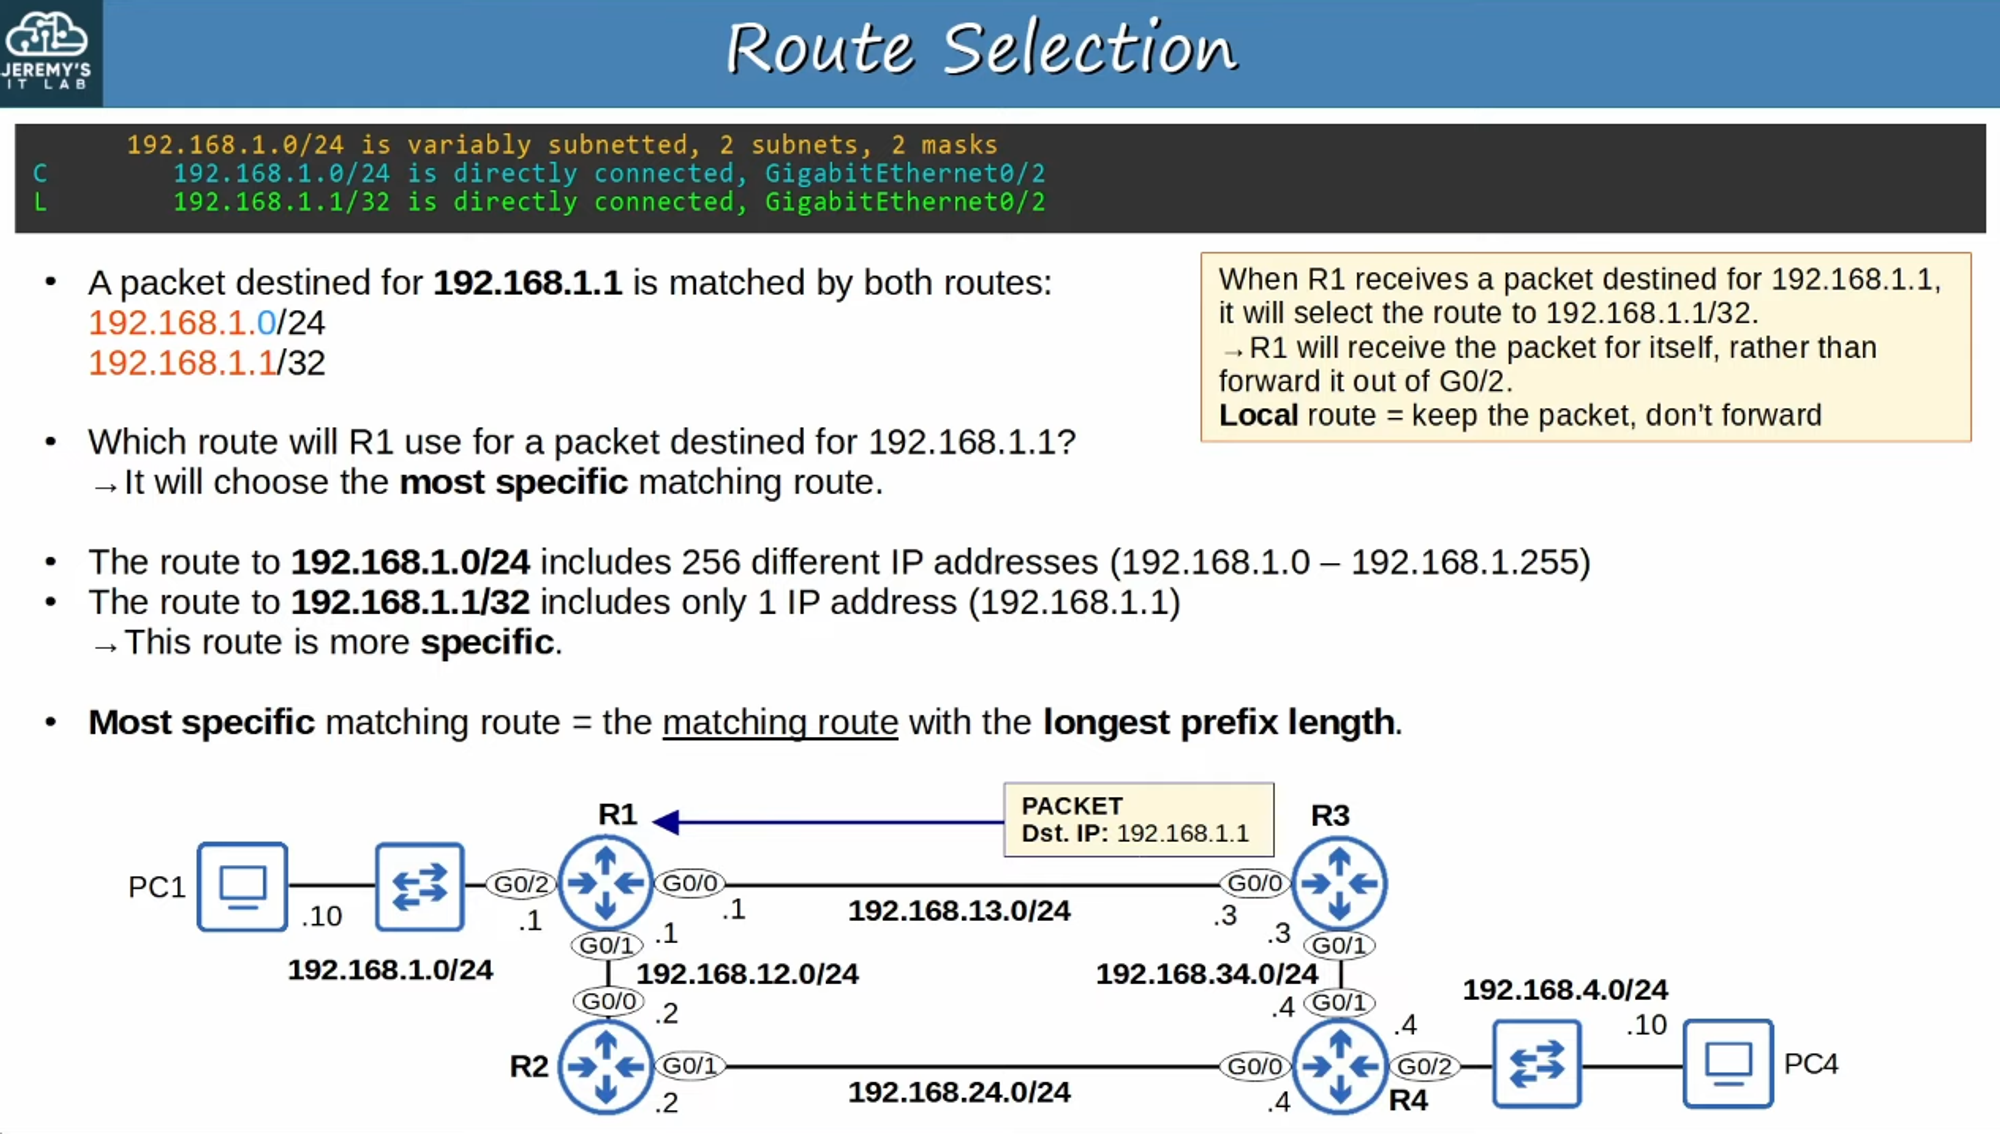 JEREMY'S
IT LAB
Route Selection
192.168.1.0/24 is variably subnetted, 2 subnets, 2 masks
C 192.168.1.0/24 is directly connected, GigabitEthernet0/2
L 192.168.1.1/32 is directly connected, GigabitEthernet0/2
• A packet destined for 192.168.1.1 is matched by both routes:
192.168.1.0/24
192.168.1.1/32
• Which route will R1 use for a packet destined for 192.168.1.1?
→It will choose the most specific matching route.
• The route to 192.168.1.0/24 includes 256 different IP addresses (192.168.1.0 – 192.168.1.255)
• The route to 192.168.1.1/32 includes only 1 IP address (192.168.1.1)
→This route is more specific.
• Most specific matching route = the matching route with the longest prefix length.
When R1 receives a packet destined for 192.168.1.1,
it will select the route to 192.168.1.1/32.
→R1 will receive the packet for itself, rather than
forward it out of G0/2.
Local route = keep the packet, don't forward
R1
PACKET
Dst. IP: 192.168.1.1
R3
PC1
.10
G0/2
.1
G0/0
.1
192.168.13.0/24
G0/0
.3
192.168.1.0/24
G0/1
.1
192.168.12.0/24
G0/0
.2
.3
G0/1
192.168.34.0/24
.4
G0/1
R2
G0/1
.2
192.168.24.0/24
G0/0
.4
R4
G0/2
.4
192.168.4.0/24
.10
PC4